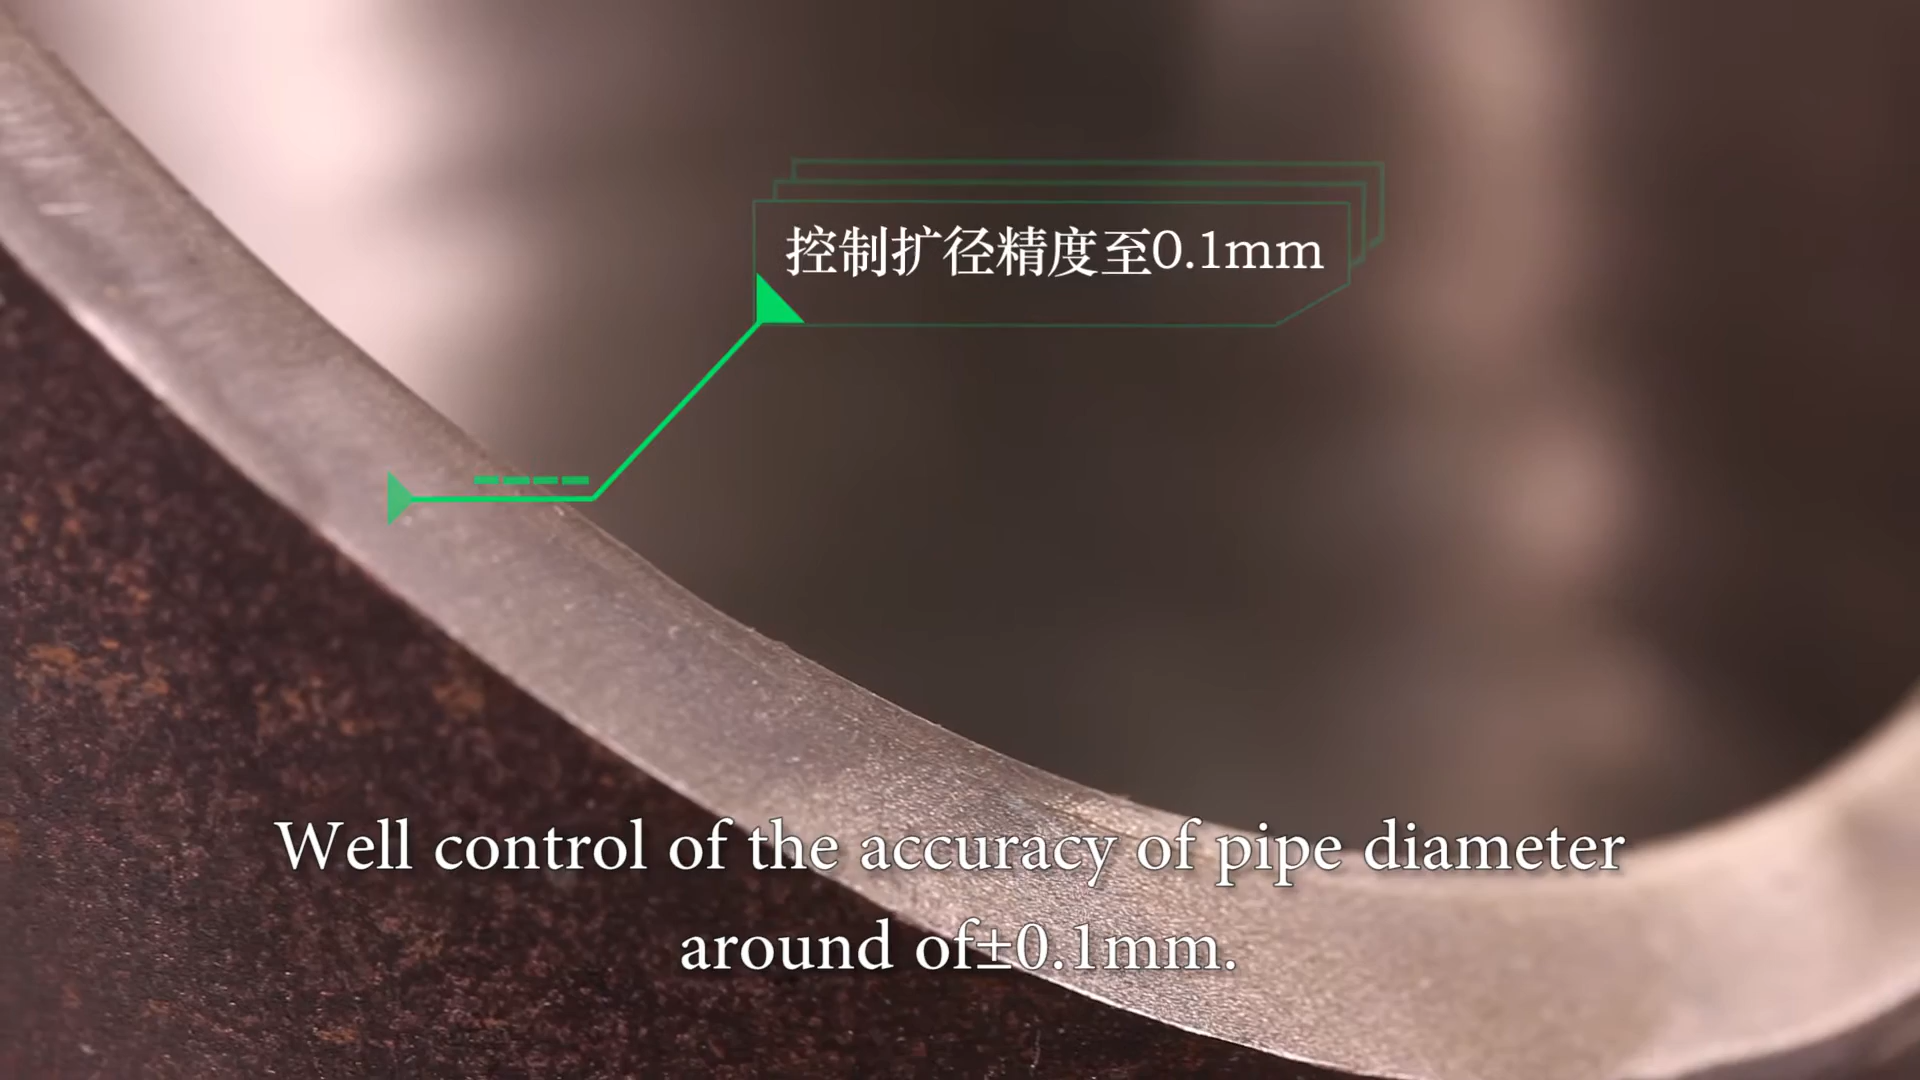 控制扩径精度至0.1mm
Well control of the accuracy of pipe diameter
around of±0.1mm.